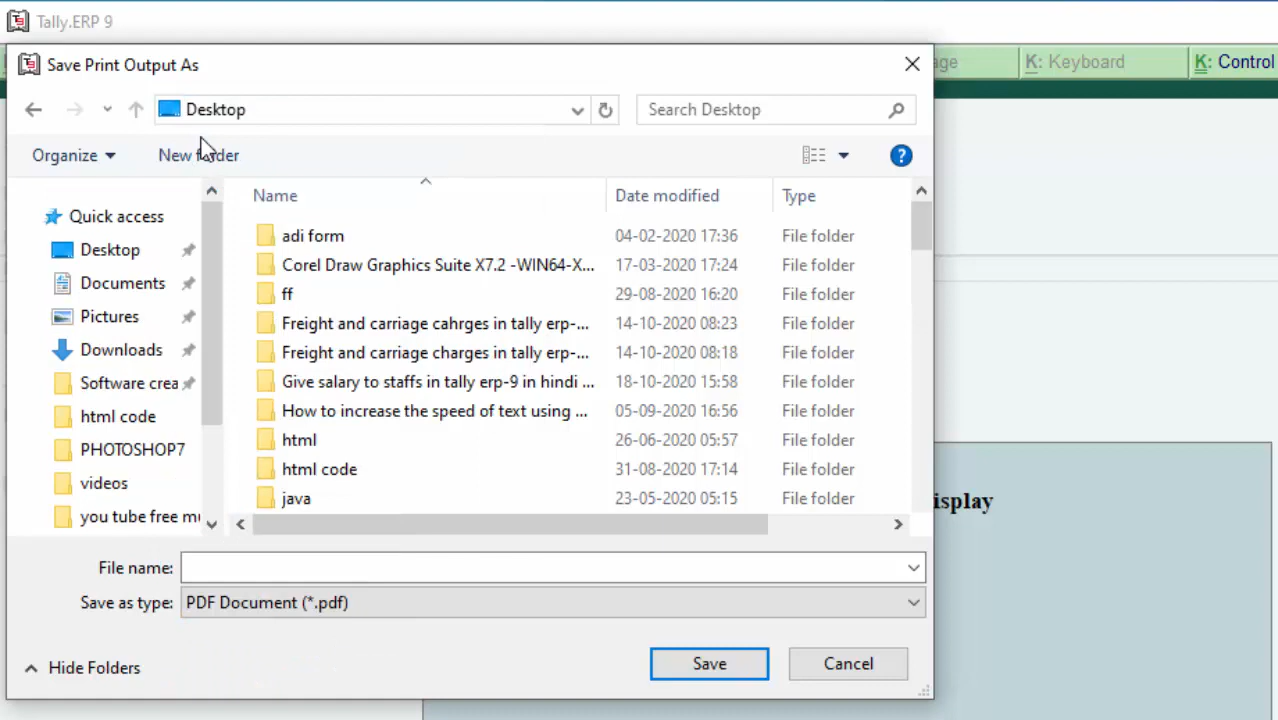 Tally.ERP 9
Save Print Output As
age K: Keyboard K: Control
Desktop Search Desktop
Organize New folder
Name Date modified Type
Quick access
Desktop
Documents
Pictures
Downloads
Software crea
html code
PHOTOSHOP7
videos
you tube free mu
adi form 04-02-2020 17:36 File folder
Corel Draw Graphics Suite X7.2 -WIN64-X... 17-03-2020 17:24 File folder
ff 29-08-2020 16:20 File folder
Freight and carriage cahrges in tally erp-... 14-10-2020 08:23 File folder
Freight and carriage charges in tally erp-... 14-10-2020 08:18 File folder
Give salary to staffs in tally erp-9 in hindi ... 18-10-2020 15:58 File folder
How to increase the speed of text using ... 05-09-2020 16:56 File folder
html 26-06-2020 05:57 File folder
html code 31-08-2020 17:14 File folder
java 23-05-2020 05:15 File folder
isplay
File name:
Save as type: PDF Document (*.pdf)
Hide Folders Save Cancel